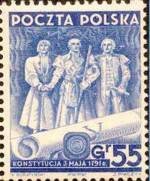 POCZTA POLSKA
KONSTYTUCJA 3 MAJA 1791 R.
Gr 55